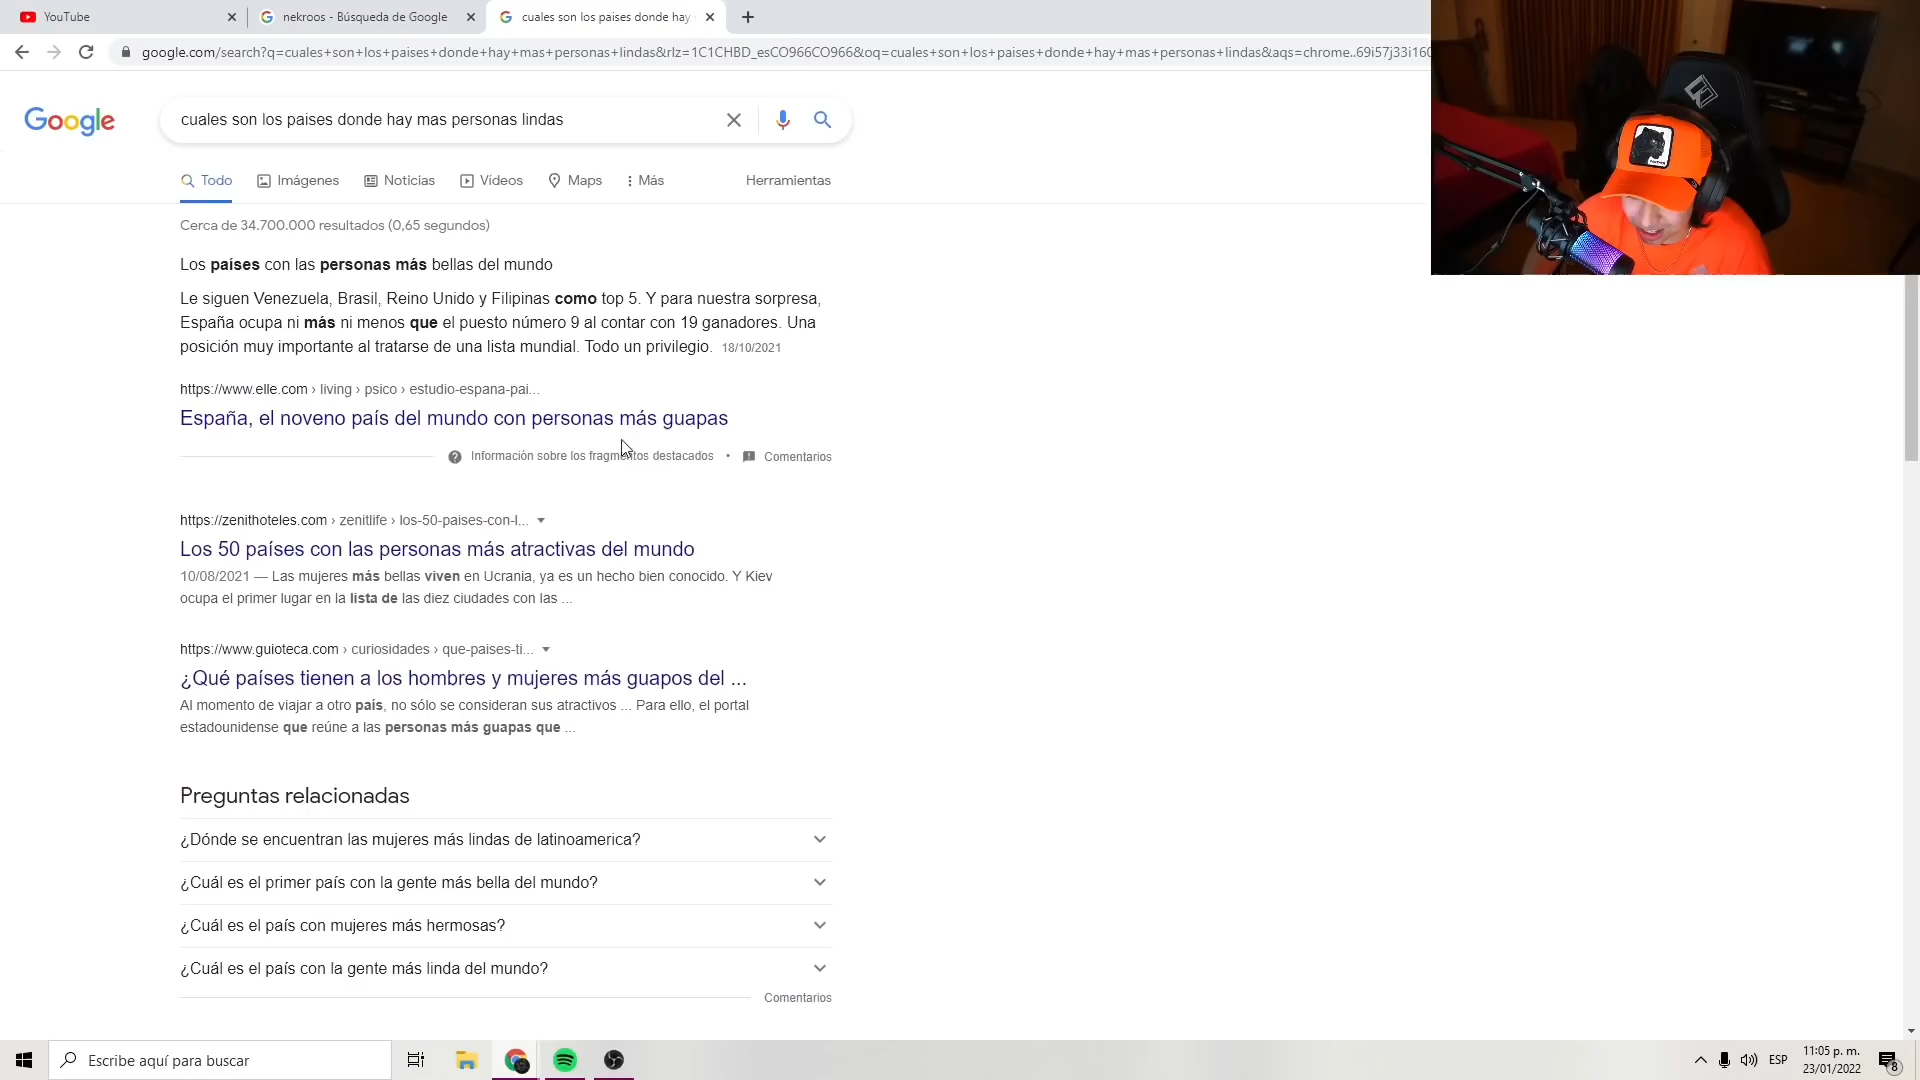 YouTube
nekroos - Búsqueda de Google
cuales son los paises donde hay
google.com/search?q=cuales+son+los+paises+donde+hay+mas+personas+lindas&rlz=1C1CHBD_esCO966CO966&oq=cuales+son+los+paises+donde+hay+mas+personas+lindas&aqs=chrome..69i57j33i160
Google
cuales son los paises donde hay mas personas lindas
Todo
Imágenes
Noticias
Vídeos
Maps
Más
Herramientas
Cerca de 34.700.000 resultados (0,65 segundos)
Los países con las personas más bellas del mundo
Le siguen Venezuela, Brasil, Reino Unido y Filipinas como top 5. Y para nuestra sorpresa,
España ocupa ni más ni menos que el puesto número 9 al contar con 19 ganadores. Una
posición muy importante al tratarse de una lista mundial. Todo un privilegio. 18/10/2021
https://www.elle.com › living › psico › estudio-espana-pai...
España, el noveno país del mundo con personas más guapas
Información sobre los fragmentos destacados • Comentarios
https://zenithoteles.com › zenitlife › los-50-paises-con-l...
Los 50 países con las personas más atractivas del mundo
10/08/2021 — Las mujeres más bellas viven en Ucrania, ya es un hecho bien conocido. Y Kiev
ocupa el primer lugar en la lista de las diez ciudades con las ...
https://www.guioteca.com › curiosidades › que-paises-ti...
¿Qué países tienen a los hombres y mujeres más guapos del ...
Al momento de viajar a otro país, no sólo se consideran sus atractivos ... Para ello, el portal
estadounidense que reúne a las personas más guapas que ...
Preguntas relacionadas
¿Dónde se encuentran las mujeres más lindas de latinoamerica?
¿Cuál es el primer país con la gente más bella del mundo?
¿Cuál es el país con mujeres más hermosas?
¿Cuál es el país con la gente más linda del mundo?
Comentarios
Escribe aquí para buscar
ESP
11:05 p. m.
23/01/2022
8